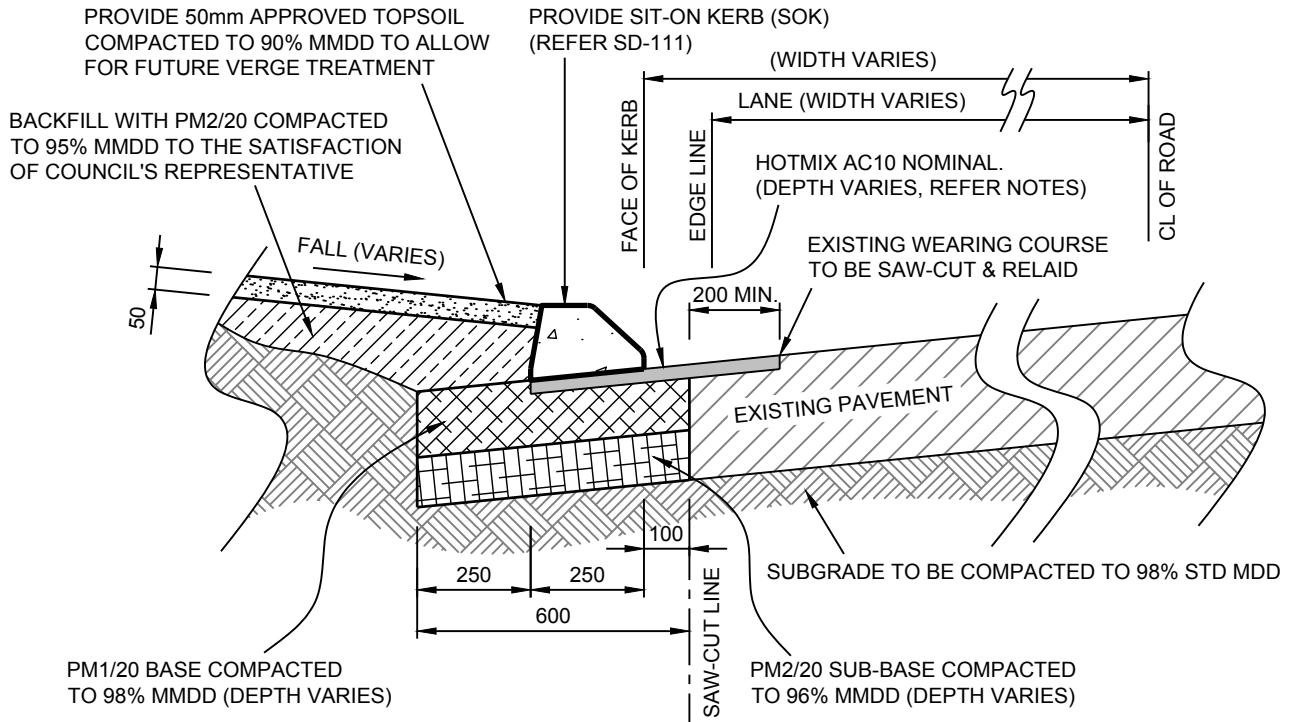 PROVIDE 50mm APPROVED TOPSOIL
COMPACTED TO 90% MMDD TO ALLOW
FOR FUTURE VERGE TREATMENT
PROVIDE SIT-ON KERB (SOK)
(REFER SD-111)
(WIDTH VARIES)
LANE (WIDTH VARIES)
BACKFILL WITH PM2/20 COMPACTED
TO 95% MMDD TO THE SATISFACTION
OF COUNCIL'S REPRESENTATIVE
FACE OF KERB
EDGE LINE
HOTMIX AC10 NOMINAL.
(DEPTH VARIES, REFER NOTES)
CL OF ROAD
FALL (VARIES)
EXISTING WEARING COURSE
TO BE SAW-CUT & RELAID
200 MIN.
50
EXISTING PAVEMENT
100
250
250
SUBGRADE TO BE COMPACTED TO 98% STD MDD
600
SAW-CUT LINE
PM1/20 BASE COMPACTED
TO 98% MMDD (DEPTH VARIES)
PM2/20 SUB-BASE COMPACTED
TO 96% MMDD (DEPTH VARIES)